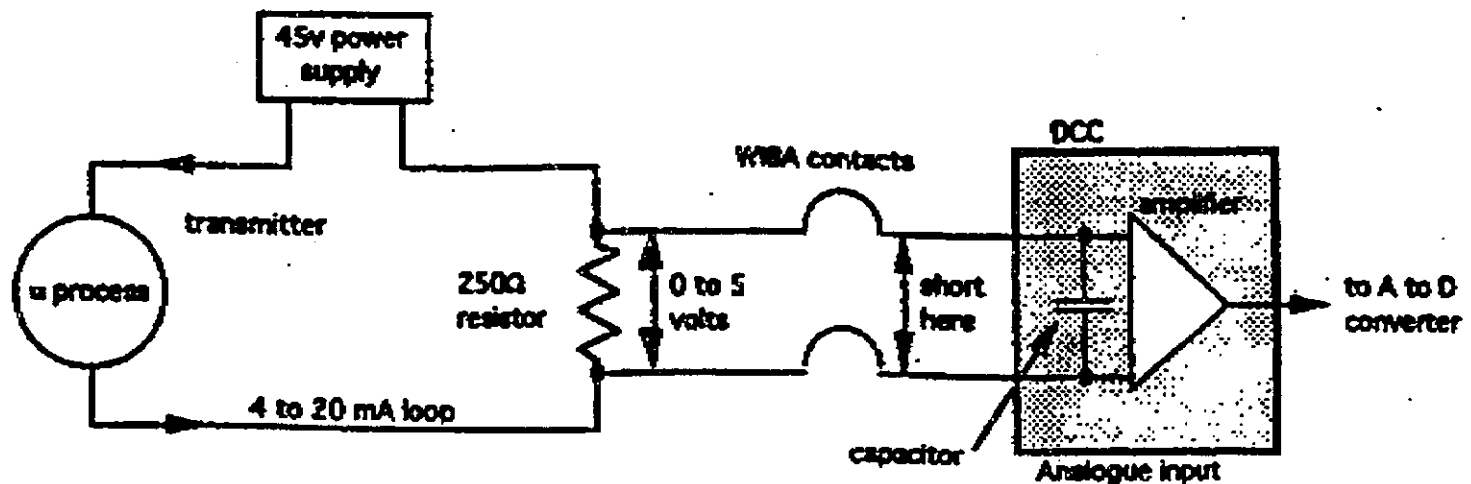 45v power
supply
DCC
WIBA contacts
amplifier
transmitter
process
250Ω
resistor
0 to 5
volts
short
here
to A to D
converter
4 to 20 mA loop
capacitor
Analogue input